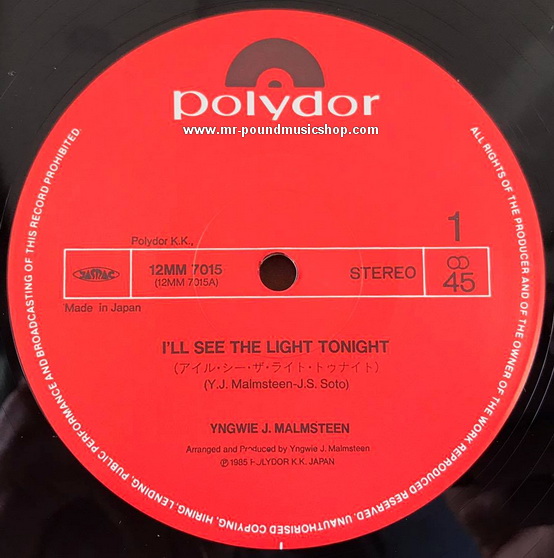 polydor
www.mr-poundmusicshop.com
1
Polydor K.K.,
JASRAC
12MM 7015
(12MM 7015A)
STEREO
45
Made in Japan
I'LL SEE THE LIGHT TONIGHT
(アイル・シー・ザ・ライト・トゥナイト)
(Y.J. Malmsteen-J.S. Soto)
YNGWIE J. MALMSTEEN
Arranged and Produced by Yngwie J. Malmsteen
℗1985 POLYDOR K.K. JAPAN
ALL RIGHTS OF THE PRODUCER AND OF THE OWNER OF THE WORK REPRODUCED RESERVED. UNAUTHORISED COPYING, HIRING, LENDING, PUBLIC PERFORMANCE AND BROADCASTING OF THIS RECORD PROHIBITED.